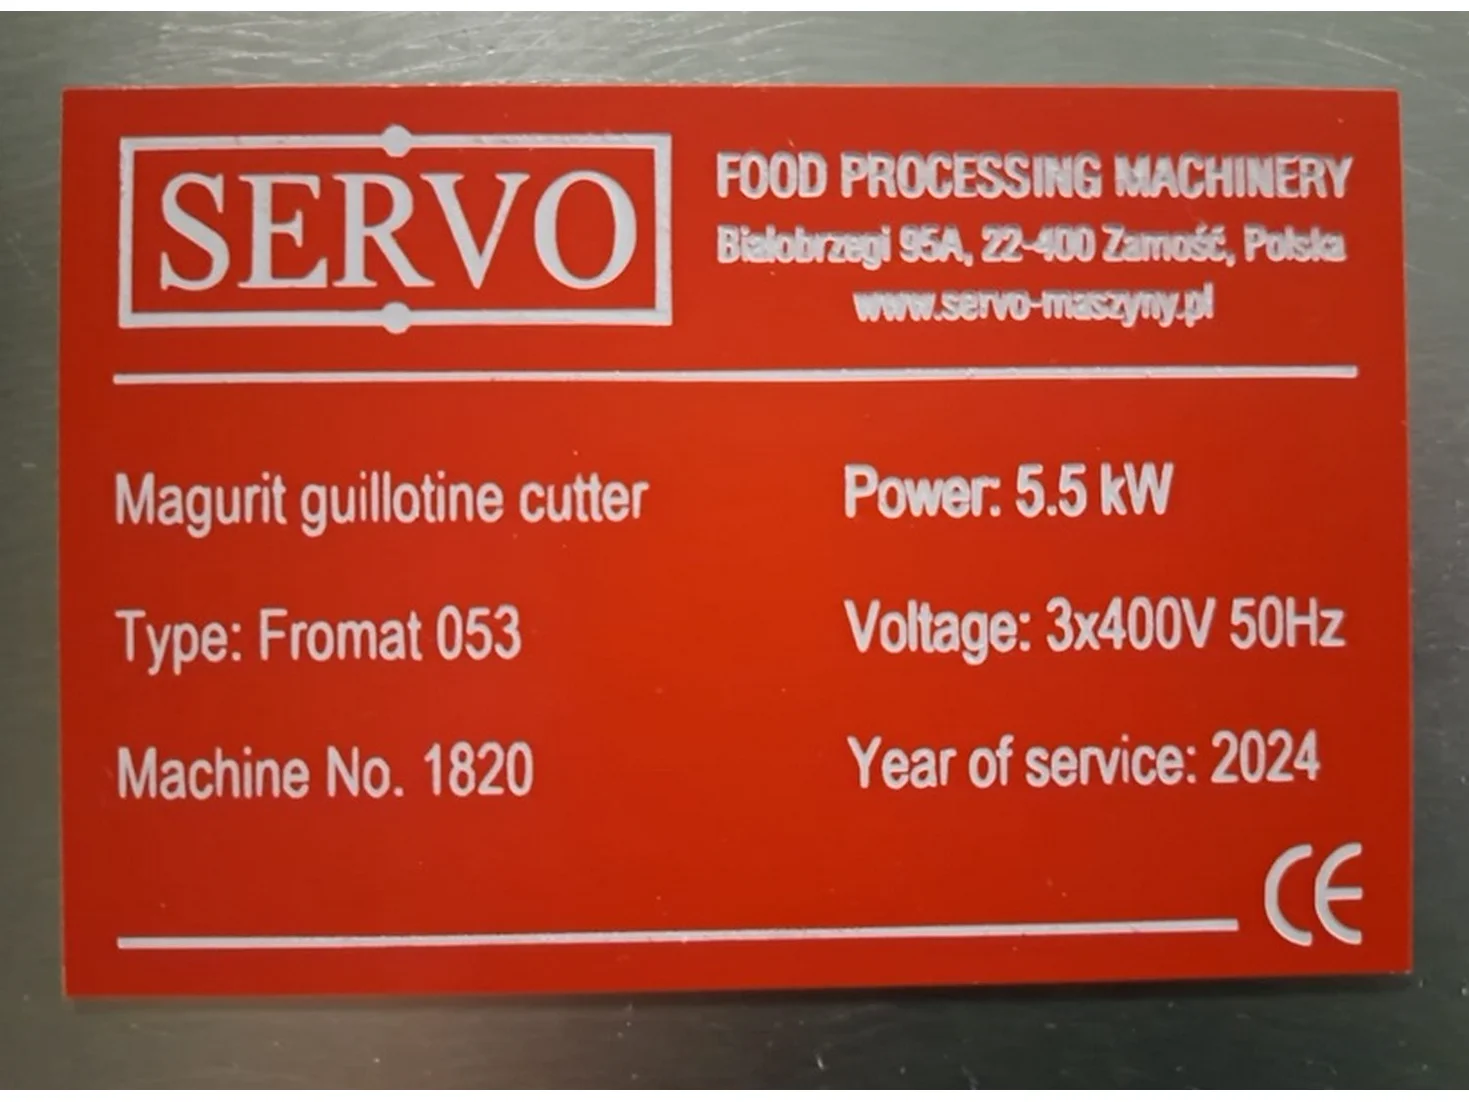 SERVO
FOOD PROCESSING MACHINERY
Białobrzegi 95A, 22-400 Zamość, Polska
www.servo-maszyny.pl
Magurit guillotine cutter
Power: 5.5 kW
Type: Fromat 053
Voltage: 3x400V 50Hz
Machine No. 1820
Year of service: 2024
CE